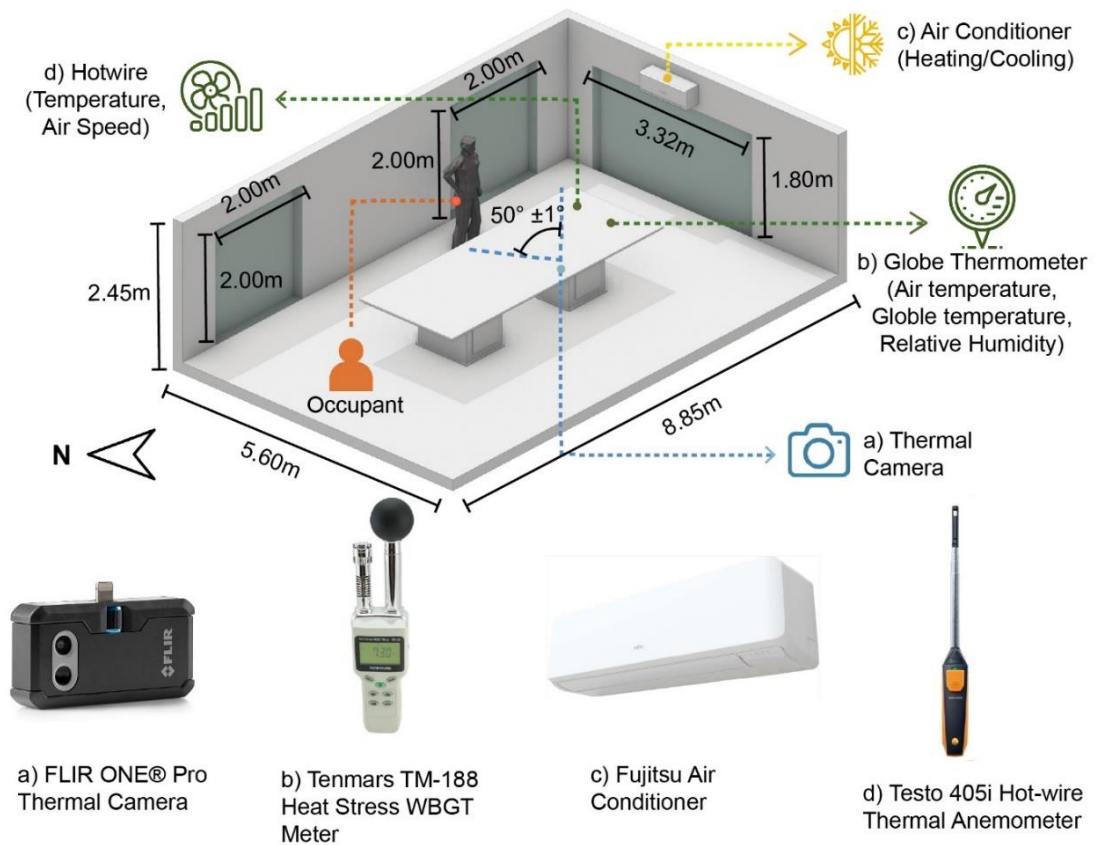 d) Hotwire
(Temperature,
Air Speed)
c) Air Conditioner
(Heating/Cooling)
2.00m
2.00m
3.32m
1.80m
2.00m
2.00m
50° ±1°
2.45m
b) Globe Thermometer
(Air temperature,
Globle temperature,
Relative Humidity)
Occupant
N
5.60m
8.85m
a) Thermal
Camera
FLIR
a) FLIR ONE® Pro
Thermal Camera
b) Tenmars TM-188
Heat Stress WBGT
Meter
c) Fujitsu Air
Conditioner
d) Testo 405i Hot-wire
Thermal Anemometer